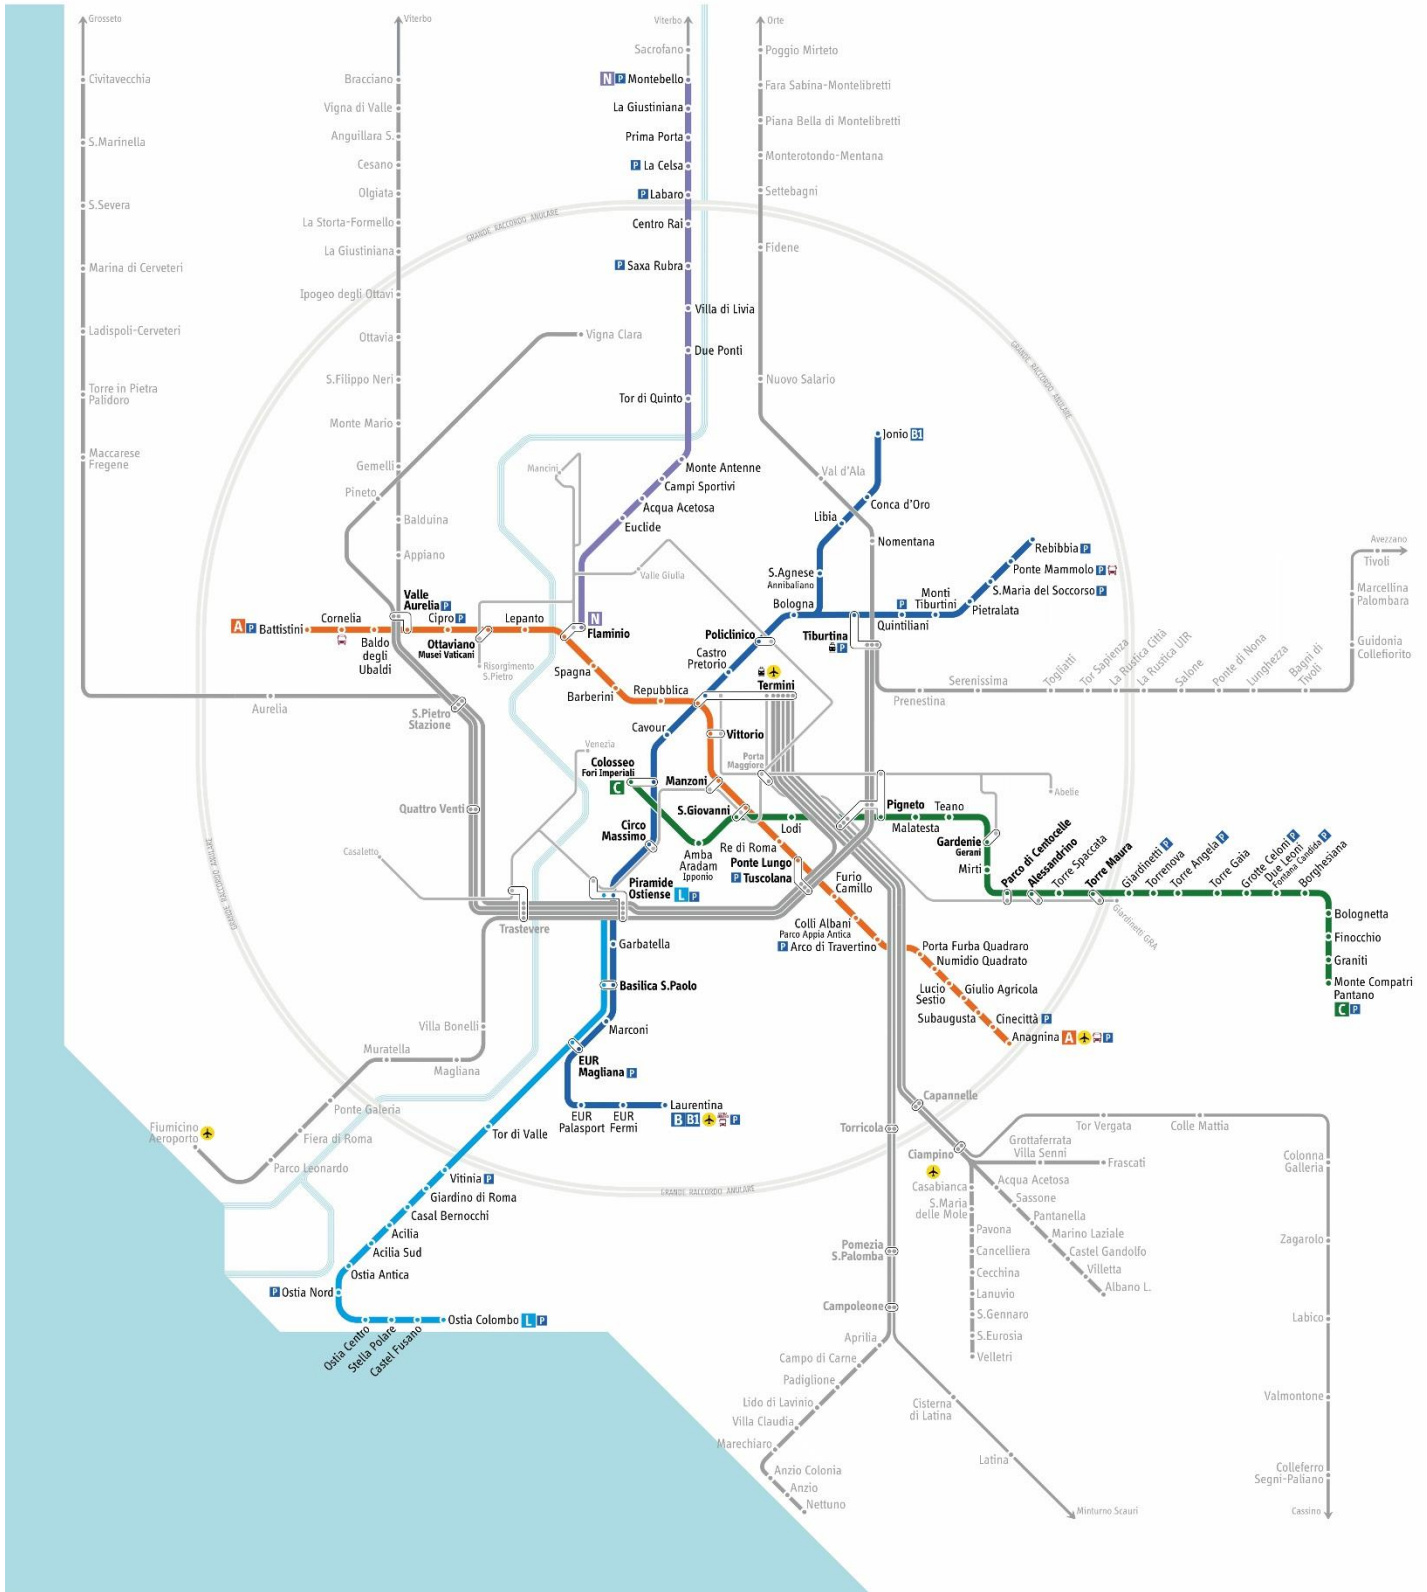 Grosseto
Viterbo
Viterbo
Orte
Sacrofano
Poggio Mirteto
Civitavecchia
Bracciano
N P Montebello
Fara Sabina-Montelibretti
Vigna di Valle
La Giustiniana
Piana Bella di Montelibretti
S.Marinella
Anguillara S.
Prima Porta
Monterotondo-Mentana
Cesano
P La Celsa
Olgiata
P Labaro
Settebagni
S.Severa
La Storta-Formello
Centro Rai
GRANDE RACCORDO ANULARE
La Giustiniana
Fidene
Marina di Cerveteri
P Saxa Rubra
Ipogeo degli Ottavi
Villa di Livia
Ladispoli-Cerveteri
Ottavia
Vigna Clara
Due Ponti
GRANDE RACCORDO ANULARE
S.Filippo Neri
Nuovo Salario
Torre in Pietra
Palidoro
Tor di Quinto
Monte Mario
Jonio B1
Maccarese
Fregene
Gemelli
Mancini
Monte Antenne
Val d'Ala
Campi Sportivi
Pineto
Acqua Acetosa
Conca d'Oro
Balduina
Euclide
Libia
Appiano
Nomentana
Rebibbia P
Avezzano
Tivoli
Valle Giulia
S.Agnese
Annibaliano
Ponte Mammolo P
S.Maria del Soccorso P
Marcellina
Palombara
Valle
Aurelia P
Bologna
Monti
Tiburtini
Pietralata
P
Quintiliani
A P Battistini
Cornelia
Baldo
degli
Ubaldi
Cipro P
Ottaviano
Musei Vaticani
Lepanto
N
Flaminio
Policlinico
Tiburtina
P
Guidonia
Collefiorito
Risorgimento
S.Pietro
Spagna
Castro
Pretorio
Barberini
Repubblica
Termini
Togliatti
Tor Sapienza
La Rustica Città
La Rustica UIR
Salone
Ponte di Nona
Lunghezza
Bagni di
Tivoli
Serenissima
Prenestina
Aurelia
S.Pietro
Stazione
Cavour
Vittorio
Venezia
Colosseo
Fori Imperiali
C
Porta
Maggiore
Manzoni
Abelie
Quattro Venti
S.Giovanni
Lodi
Pigneto
Teano
Malatesta
Circo
Massimo
Amba
Aradam
Ipponio
Re di Roma
Gardenie
Gerani
Mirti
Casaletto
Ponte Lungo
P Tuscolana
Furio
Camillo
Parco di Centocelle
Alessandrino
Torre Spaccata
Torre Maura
Giardinetti P
Torrenova
Torre Angela P
Torre Gaia
Grotte Celoni P
Due Leoni
Fontana Candida P
Borghesiana
Giardinetti GRA
GRANDE RACCORDO ANULARE
Piramide
Ostiense L P
Trastevere
Colli Albani
Parco Appia Antica
P Arco di Travertino
Bolognetta
Finocchio
Graniti
Monte Compatri
Pantano
C P
Garbatella
Porta Furba Quadraro
Numidio Quadrato
Basilica S.Paolo
Lucio
Sestio
Giulio Agricola
Subaugusta
Cinecittà P
Anagnina A P
Villa Bonelli
Marconi
Muratella
Magliana
EUR
Magliana P
Ponte Galeria
EUR
Palasport
EUR
Fermi
Laurentina
B B1 P
Capannelle
Fiumicino
Aeroporto
Fiera di Roma
Tor di Valle
Torricola
Tor Vergata
Colle Mattia
Parco Leonardo
Ciampino
Grottaferrata
Villa Senni
Frascati
Colonna
Galleria
Vitinia P
Giardino di Roma
GRANDE RACCORDO ANULARE
Casabianca
Acqua Acetosa
S.Maria
delle Mole
Sassone
Casal Bernocchi
Pantanella
Acilia
Pavona
Marino Laziale
Zagarolo
Acilia Sud
Pomezia
S.Palomba
Cancelliera
Castel Gandolfo
Ostia Antica
Cecchina
Villetta
P Ostia Nord
Lanuvio
Albano L.
Campoleone
S.Gennaro
Labico
Ostia Centro
Stella Polare
Castel Fusano
Ostia Colombo L P
Aprilia
S.Eurosia
Campo di Carne
Velletri
Padiglione
Lido di Lavinio
Cisterna
di Latina
Valmontone
Villa Claudia
Marechiaro
Latina
Anzio Colonia
Colleferro
Segni-Paliano
Anzio
Nettuno
Minturno Scauri
Cassino